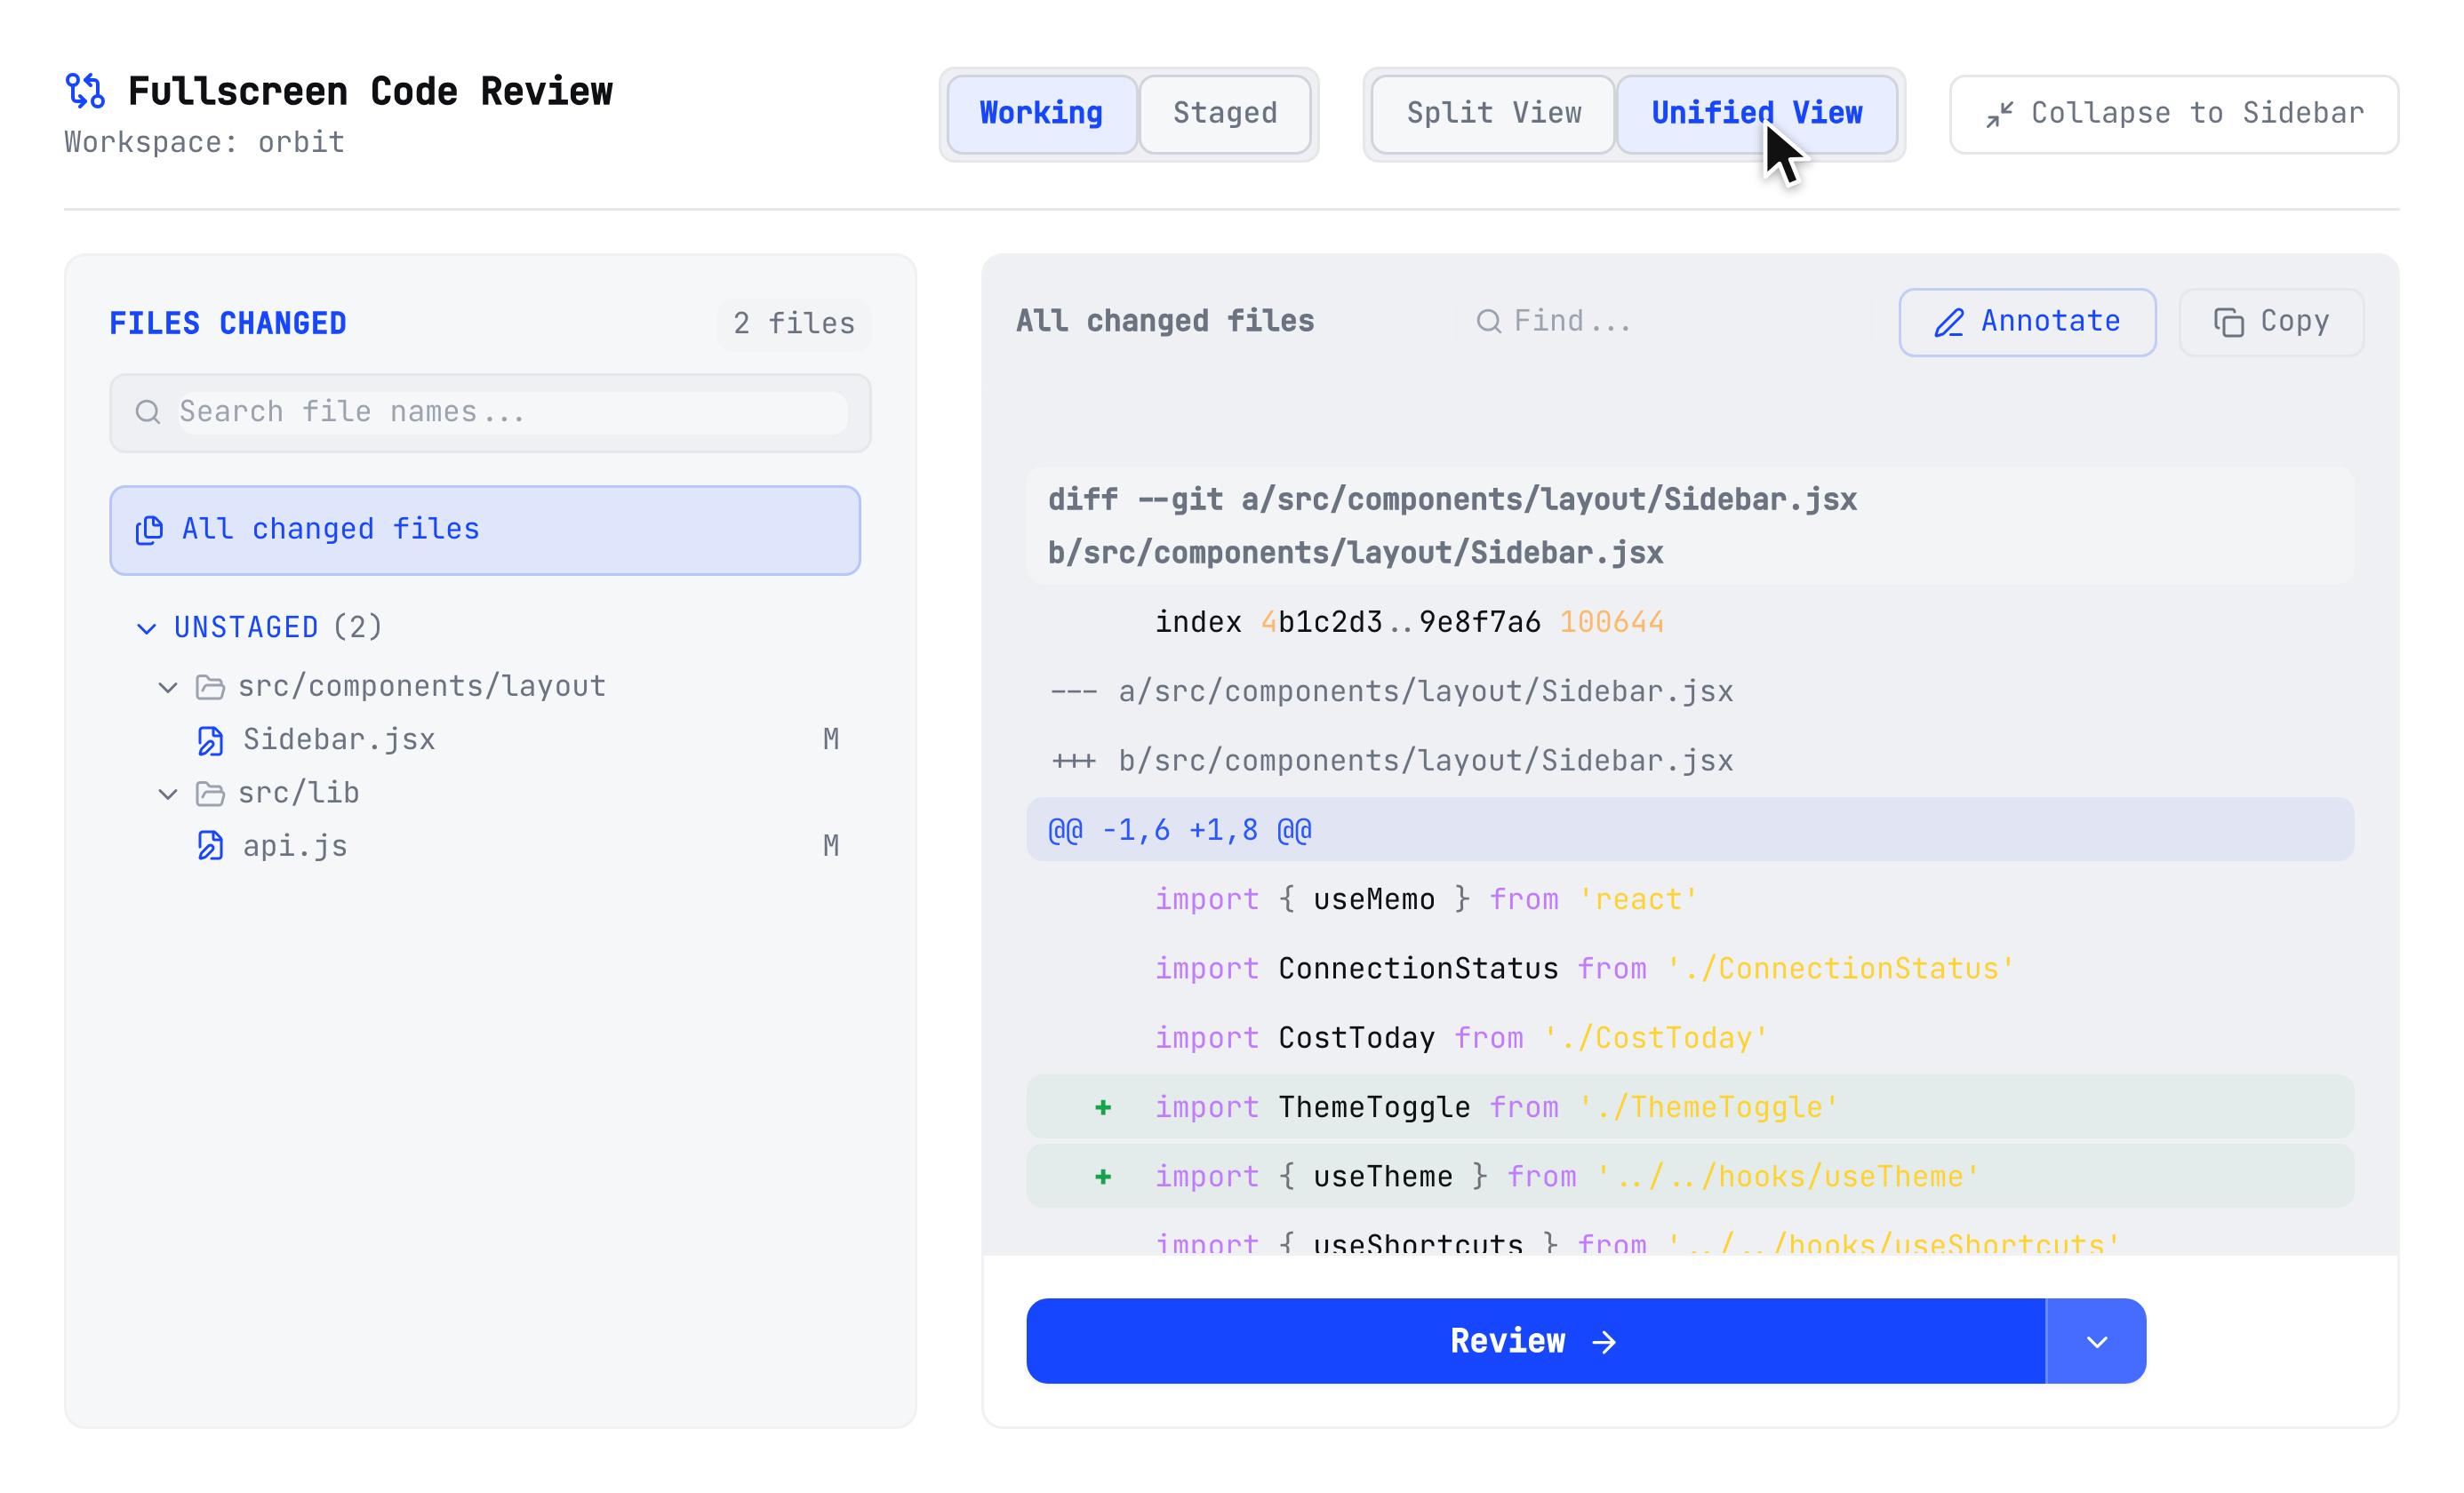 Fullscreen Code Review
Workspace: orbit
Working
Staged
Split View
Unified View
Collapse to Sidebar
FILES CHANGED
2 files
Search file names...
All changed files
UNSTAGED (2)
src/components/layout
Sidebar.jsx M
src/lib
api.js M
All changed files
Find...
Annotate
Copy
diff --git a/src/components/layout/Sidebar.jsx
b/src/components/layout/Sidebar.jsx
index 4b1c2d3..9e8f7a6 100644
--- a/src/components/layout/Sidebar.jsx
+++ b/src/components/layout/Sidebar.jsx
@@ -1,6 +1,8 @@
import { useMemo } from 'react'
import ConnectionStatus from './ConnectionStatus'
import CostToday from './CostToday'
+ import ThemeToggle from './ThemeToggle'
+ import { useTheme } from '../../hooks/useTheme'
import { useShortcuts } from '../../hooks/useShortcuts'
Review